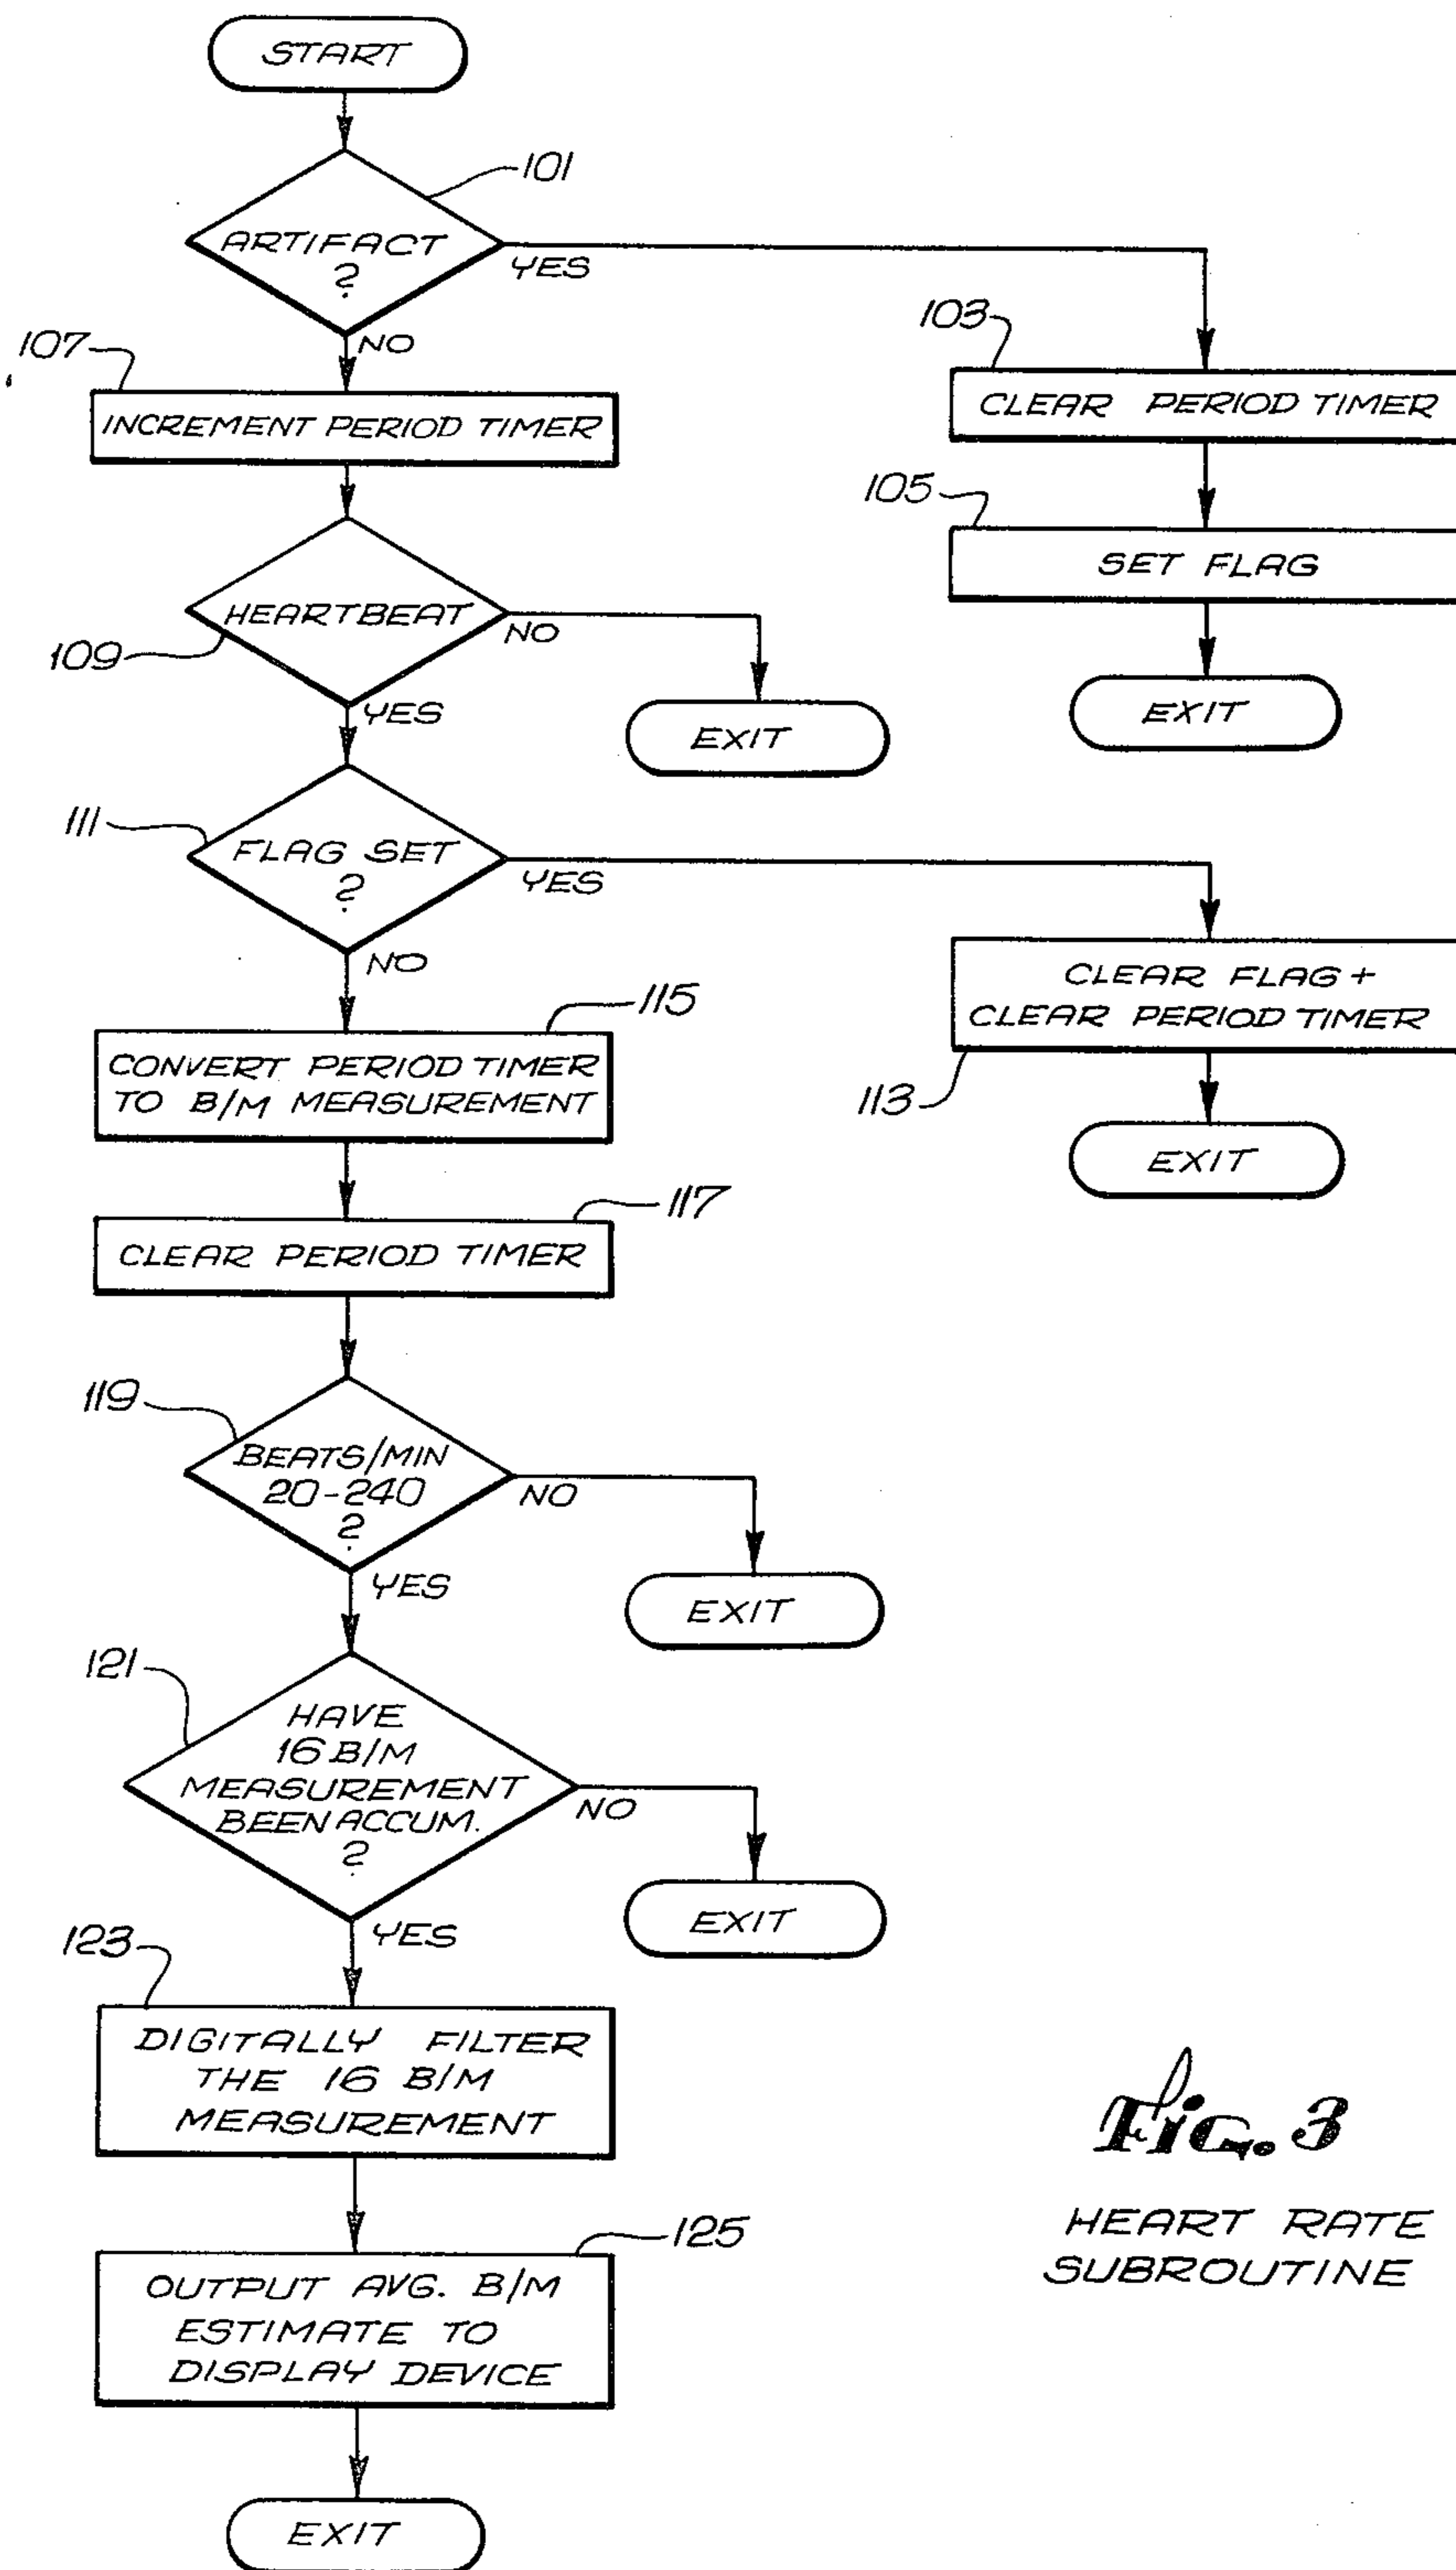 START
101
ARTIFACT
?
YES
NO
107
INCREMENT PERIOD TIMER
103
CLEAR PERIOD TIMER
105
SET FLAG
EXIT
HEARTBEAT
109
NO
EXIT
YES
111
FLAG SET
?
YES
NO
CLEAR FLAG +
CLEAR PERIOD TIMER
113
EXIT
115
CONVERT PERIOD TIMER
TO B/M MEASUREMENT
117
CLEAR PERIOD TIMER
119
BEATS/MIN
20-240
?
NO
EXIT
YES
121
HAVE
16 B/M
MEASUREMENT
BEEN ACCUM.
?
NO
EXIT
YES
123
DIGITALLY FILTER
THE 16 B/M
MEASUREMENT
125
OUTPUT AVG. B/M
ESTIMATE TO
DISPLAY DEVICE
EXIT
Fig. 3
HEART RATE
SUBROUTINE